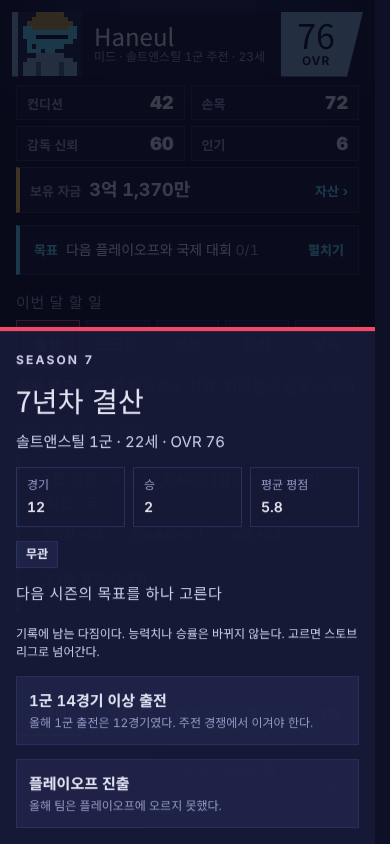 Haneul
미드 · 솔트앤스틸 1군 주전 · 23세
76
OVR
컨디션 42
손목 72
감독 신뢰 60
인기 6
보유 자금 3억 1,370만 자산 ›
목표 다음 플레이오프와 국제 대회 0/1 펼치기
이번 달 할 일
SEASON 7
7년차 결산
솔트앤스틸 1군 · 22세 · OVR 76
경기
12
승
2
평균 평점
5.8
무관
다음 시즌의 목표를 하나 고른다
기록에 남는 다짐이다. 능력치나 승률은 바뀌지 않는다. 고르면 스토브
리그로 넘어간다.
1군 14경기 이상 출전
올해 1군 출전은 12경기였다. 주전 경쟁에서 이겨야 한다.
플레이오프 진출
올해 팀은 플레이오프에 오르지 못했다.